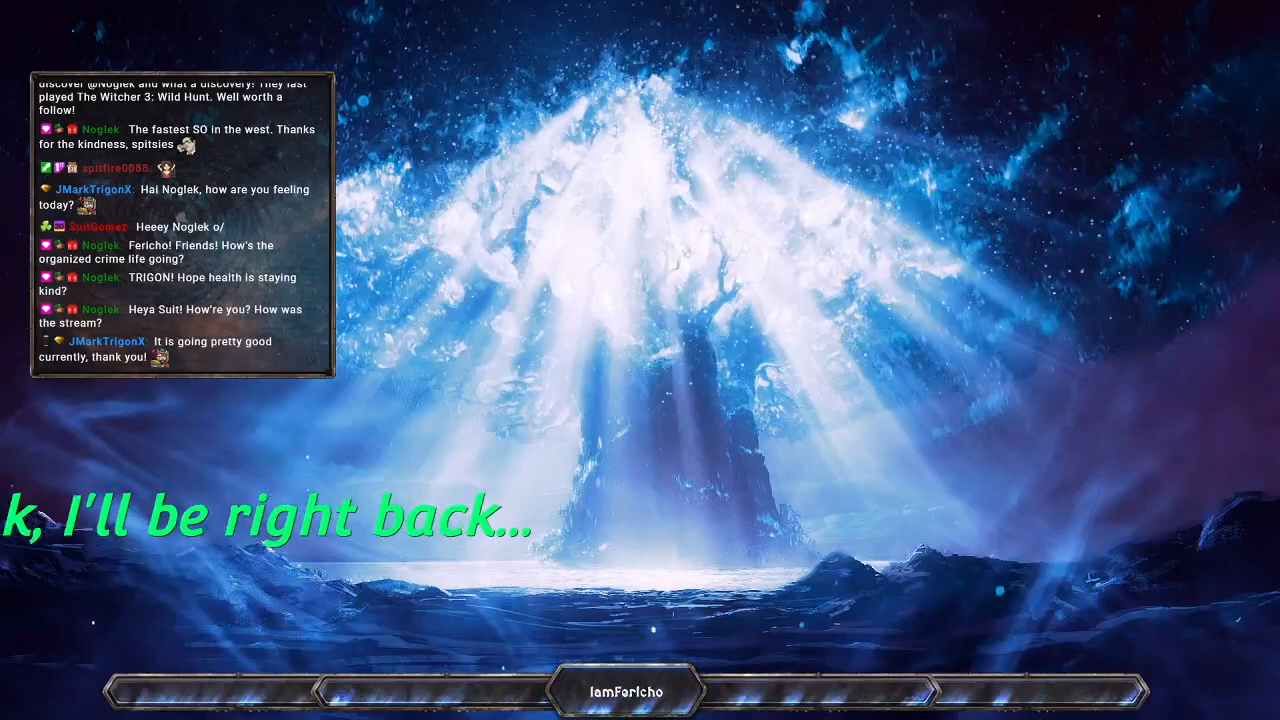 discover @Noglek and what a discovery! They last
played The Witcher 3: Wild Hunt. Well worth a
follow!
Noglek: The fastest SO in the west. Thanks
for the kindness, spitsies
spitfire0088:
JMarkTrigonX: Hai Noglek, how are you feeling
today?
SuitGomez: Heeey Noglek o/
Noglek: Fericho! Friends! How's the
organized crime life going?
Noglek: TRIGON! Hope health is staying
kind?
Noglek: Heya Suit! How're you? How was
the stream?
JMarkTrigonX: It is going pretty good
currently, thank you!
k, I'll be right back...
IamFericho